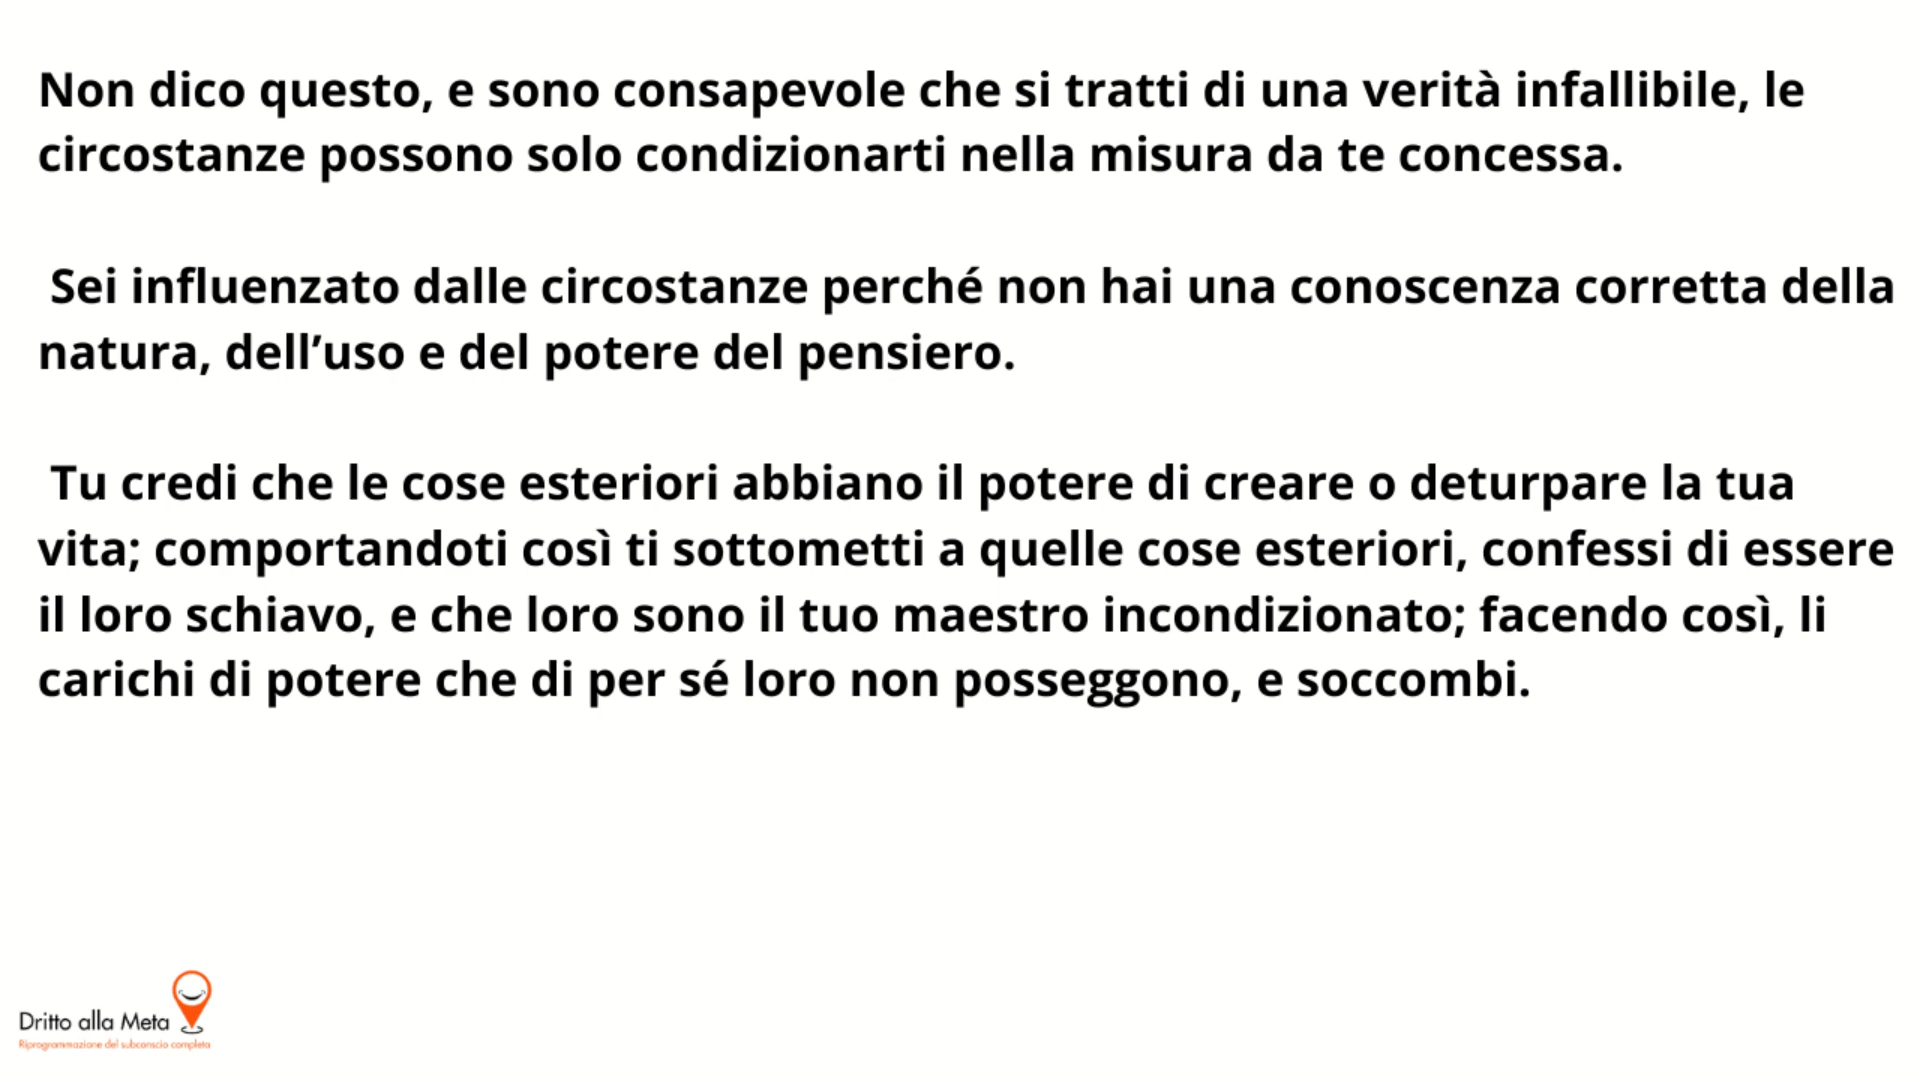 Non dico questo, e sono consapevole che si tratti di una verità infallibile, le
circostanze possono solo condizionarti nella misura da te concessa.
Sei influenzato dalle circostanze perché non hai una conoscenza corretta della
natura, dell’uso e del potere del pensiero.
Tu credi che le cose esteriori abbiano il potere di creare o deturpare la tua
vita; comportandoti così ti sottometti a quelle cose esteriori, confessi di essere
il loro schiavo, e che loro sono il tuo maestro incondizionato; facendo così, li
carichi di potere che di per sé loro non posseggono, e soccombi.
Dritto alla Meta
Riprogrammazione del subconscio completa